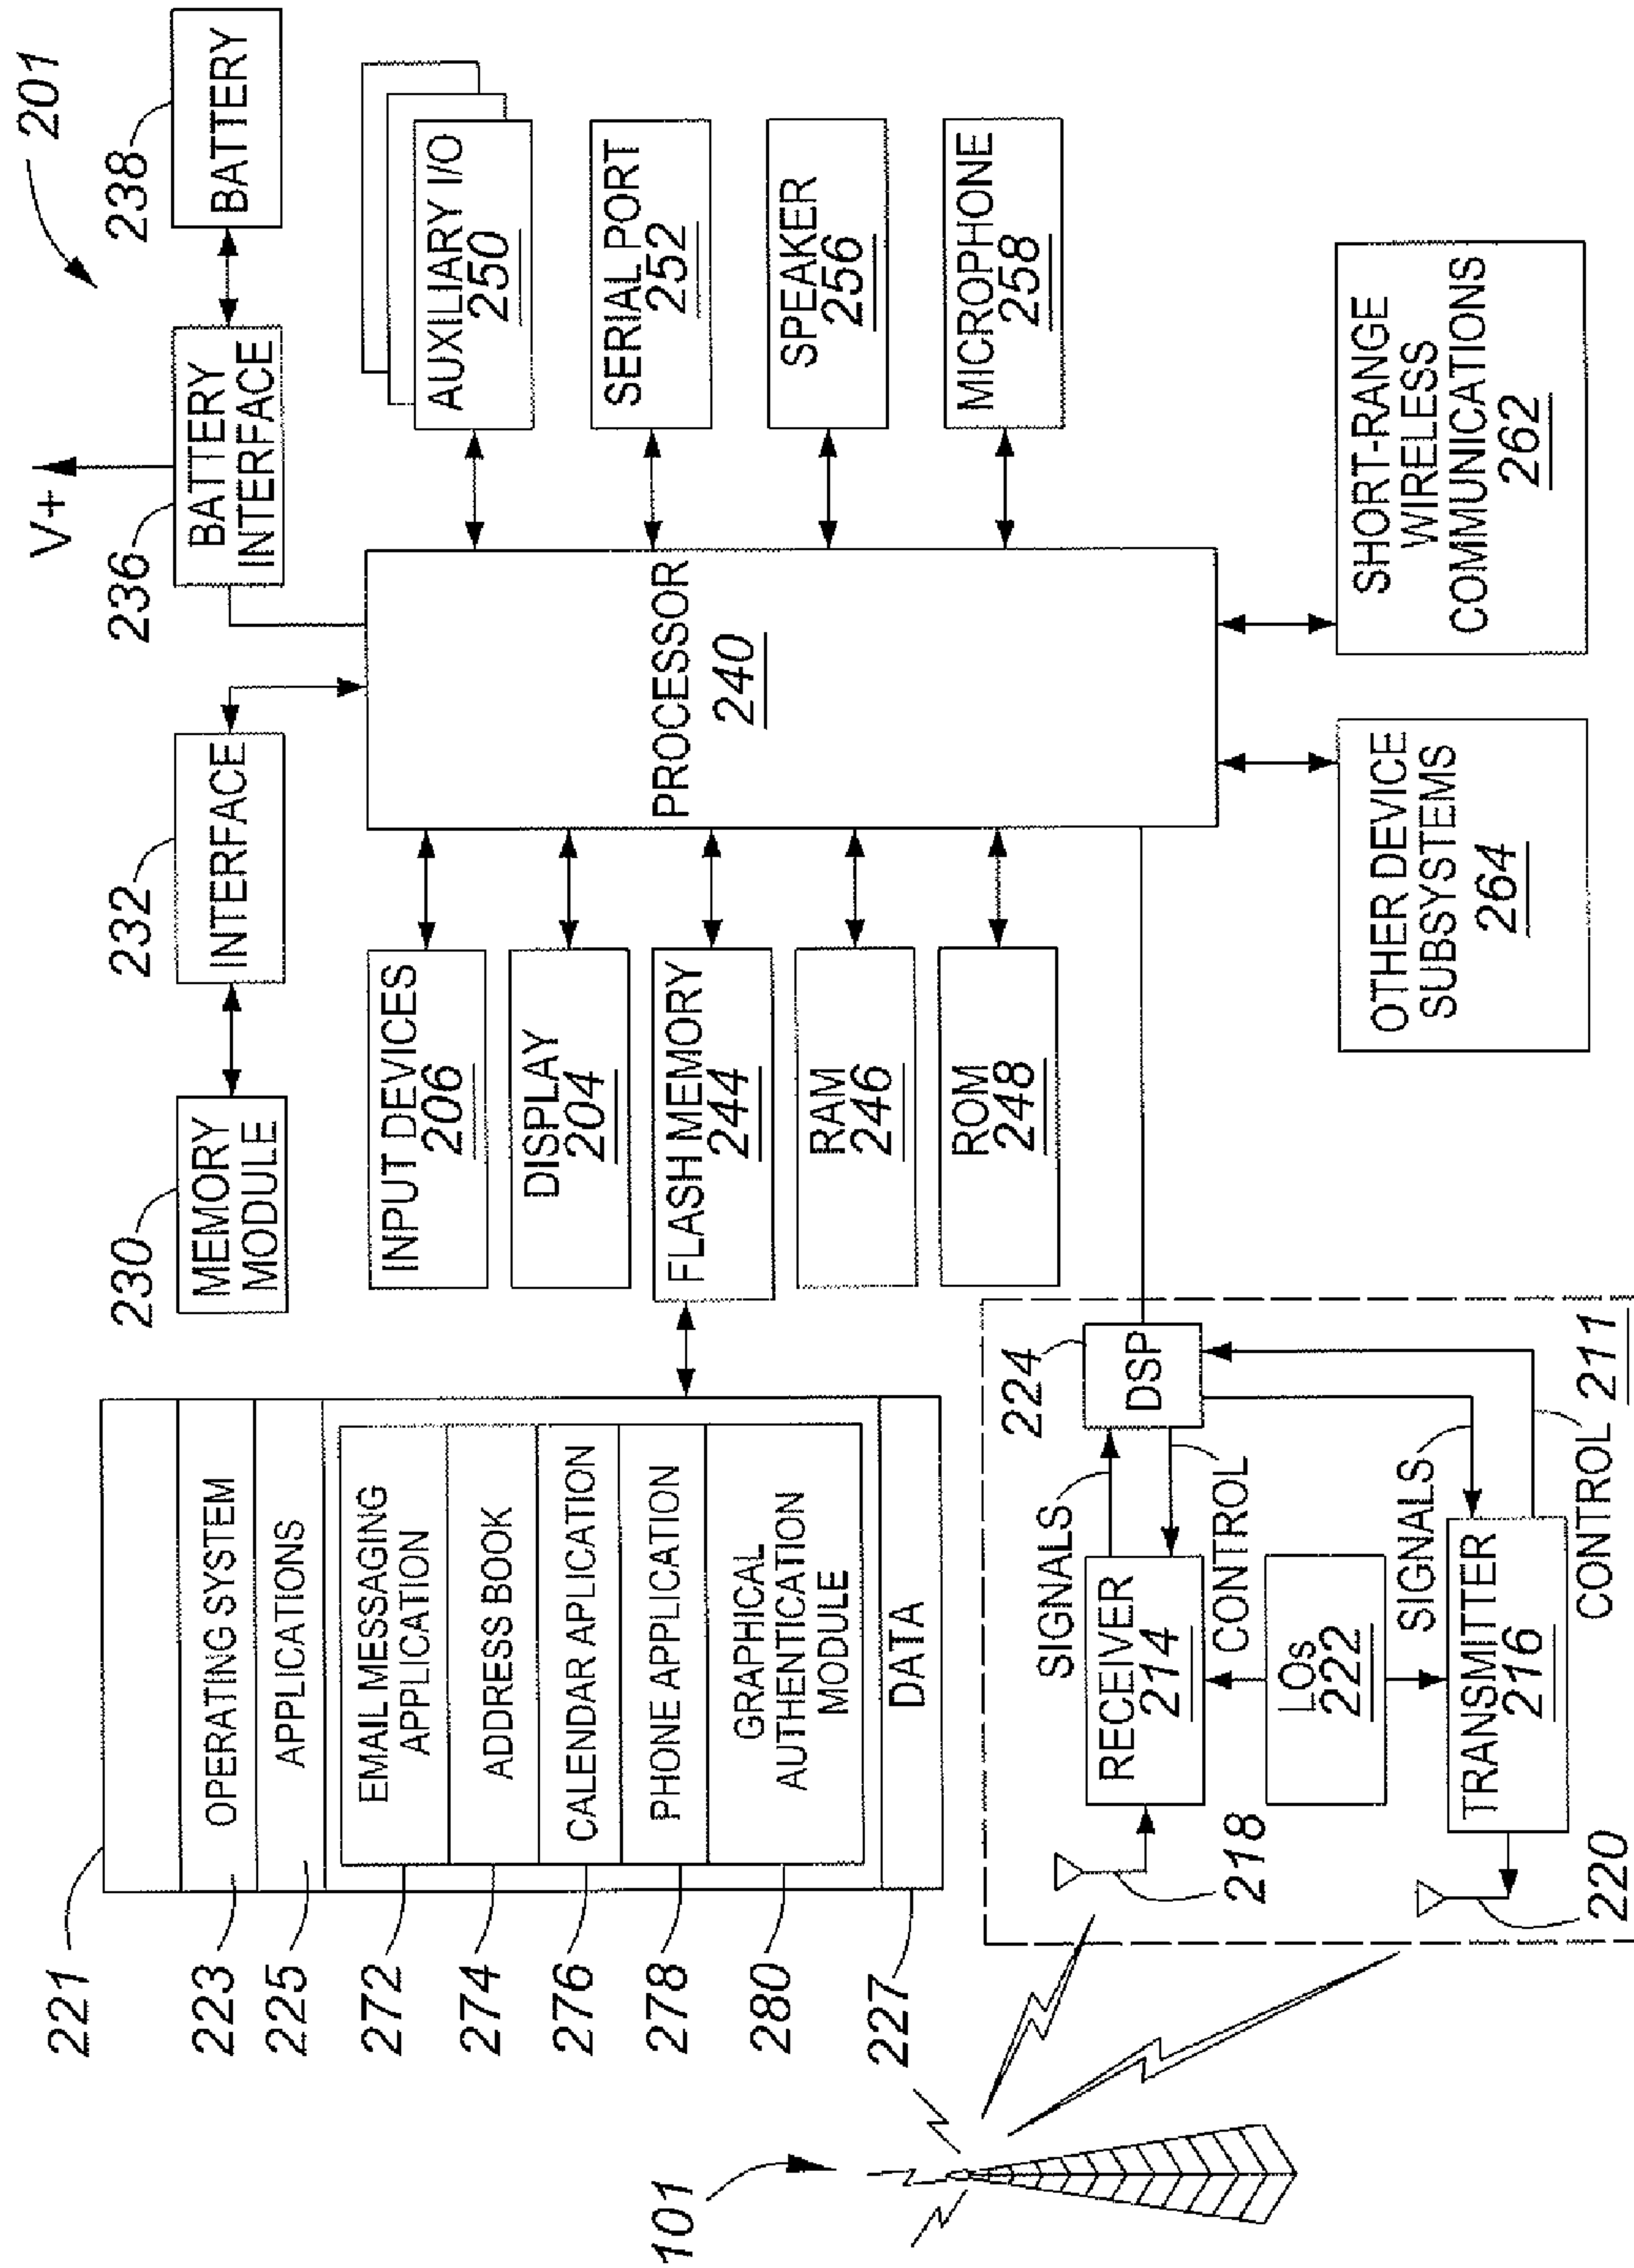 201
V+
230
232
236
238
MEMORY
MODULE
INTERFACE
BATTERY
INTERFACE
BATTERY
221
223
OPERATING SYSTEM
225
APPLICATIONS
272
EMAIL MESSAGING
APPLICATION
274
ADDRESS BOOK
276
CALENDAR APLICATION
278
PHONE APPLICATION
280
GRAPHICAL
AUTHENTICATION
MODULE
227
DATA
INPUT DEVICES
206
DISPLAY
204
FLASH MEMORY
244
RAM
246
ROM
248
PROCESSOR
240
AUXILIARY I/O
250
SERIAL PORT
252
SPEAKER
256
MICROPHONE
258
101
224
DSP
SIGNALS
RECEIVER
214
CONTROL
218
LOs
222
SIGNALS
TRANSMITTER
216
CONTROL
220
211
OTHER DEVICE
SUBSYSTEMS
264
SHORT-RANGE
WIRELESS
COMMUNICATIONS
262